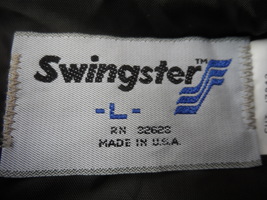 Swingster™
- L -
RN 32623
MADE IN U.S.A.